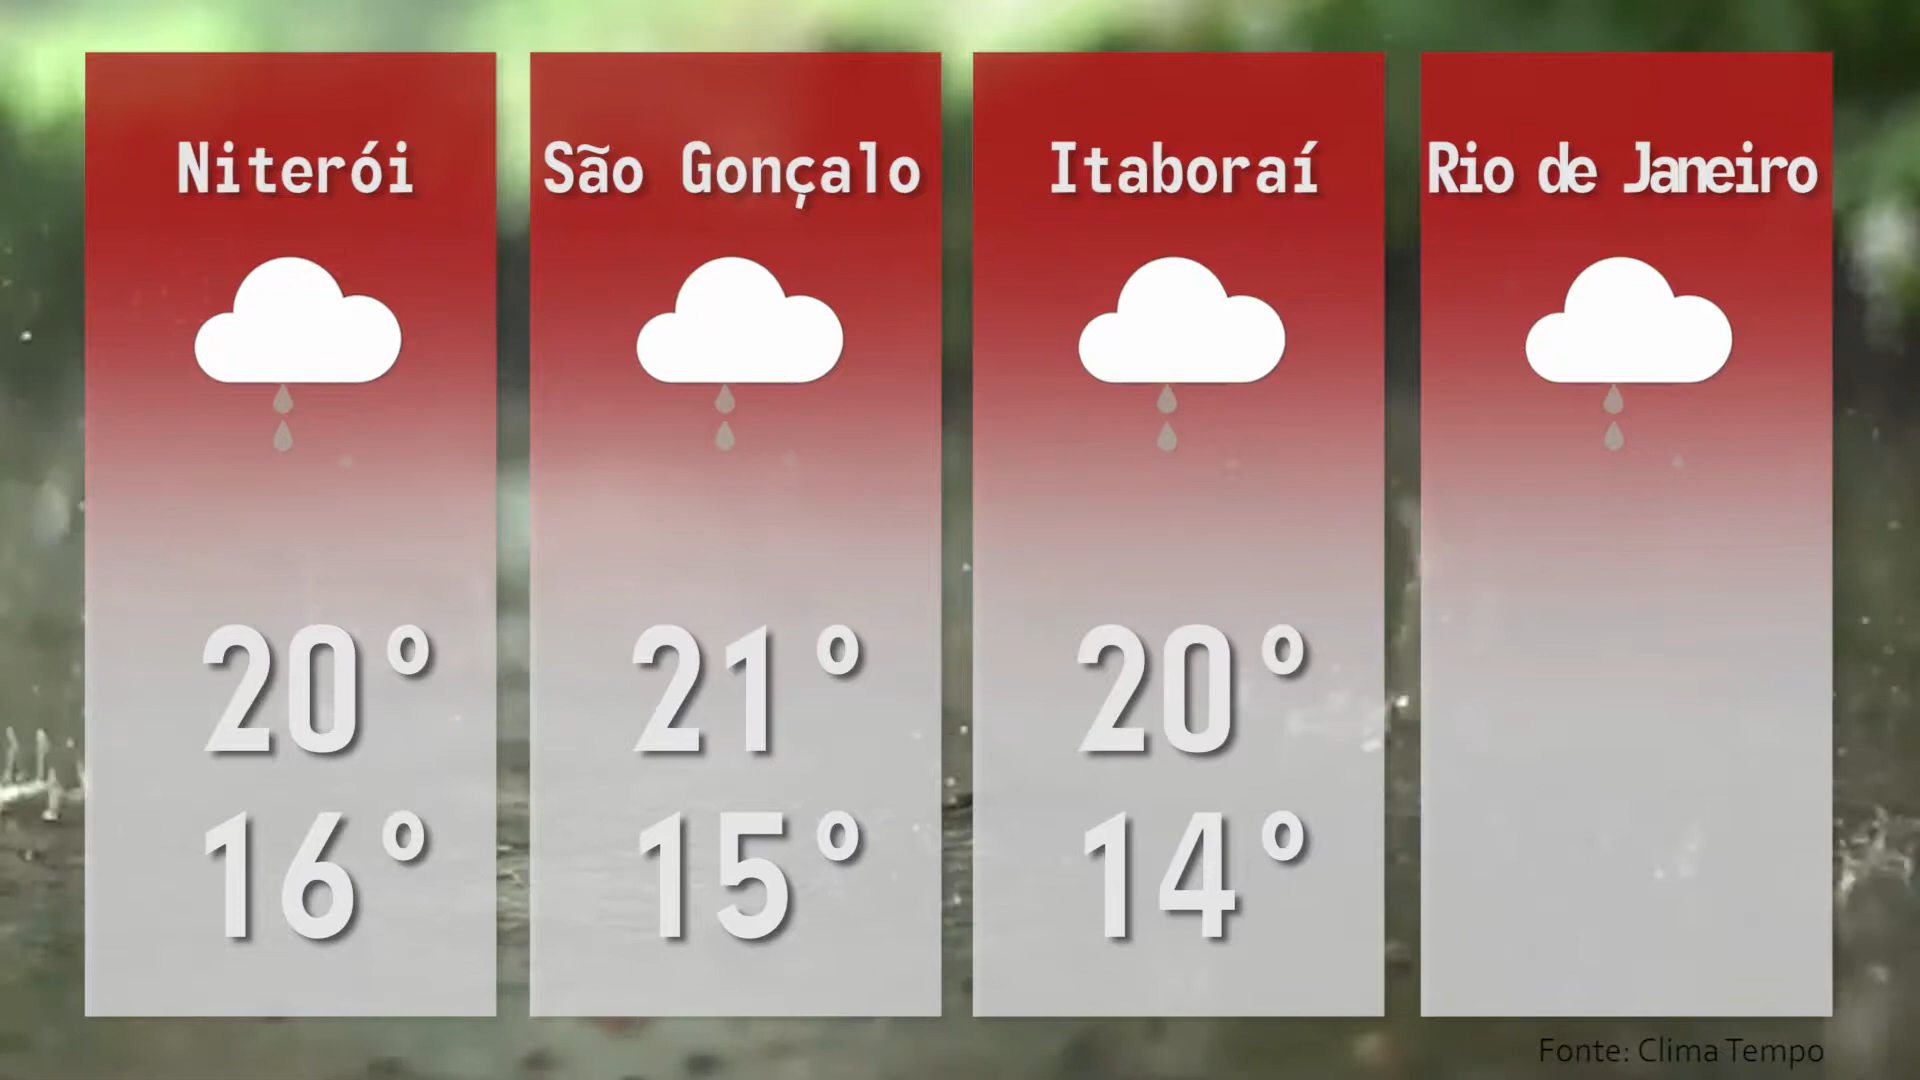 Niterói
20°
16°
São Gonçalo
21°
15°
Itaboraí
20°
14°
Rio de Janeiro
Fonte: Clima Tempo